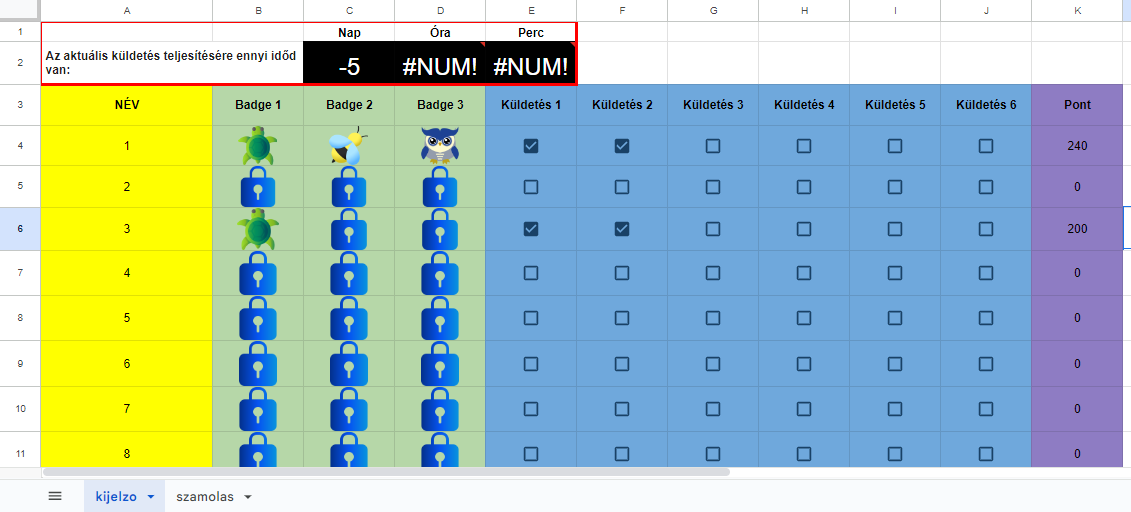 A B C D E F G H I J K
1 Nap Óra Perc
2 Az aktuális küldetés teljesítésére ennyi időd
van: -5 #NUM! #NUM!
3 NÉV Badge 1 Badge 2 Badge 3 Küldetés 1 Küldetés 2 Küldetés 3 Küldetés 4 Küldetés 5 Küldetés 6 Pont
4 1 240
5 2 0
6 3 200
7 4 0
8 5 0
9 6 0
10 7 0
11 8 0
kijelzo szamolas